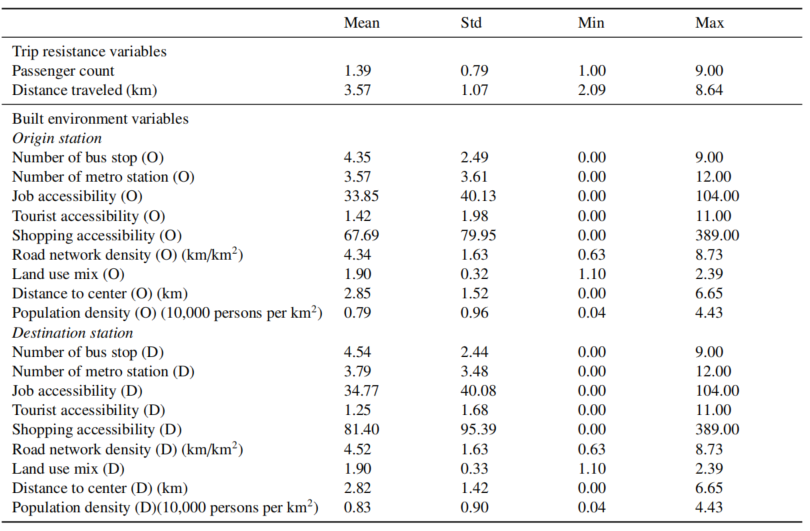 Mean Std Min Max
Trip resistance variables
Passenger count 1.39 0.79 1.00 9.00
Distance traveled (km) 3.57 1.07 2.09 8.64
Built environment variables
Origin station
Number of bus stop (O) 4.35 2.49 0.00 9.00
Number of metro station (O) 3.57 3.61 0.00 12.00
Job accessibility (O) 33.85 40.13 0.00 104.00
Tourist accessibility (O) 1.42 1.98 0.00 11.00
Shopping accessibility (O) 67.69 79.95 0.00 389.00
Road network density (O) (km/km²) 4.34 1.63 0.63 8.73
Land use mix (O) 1.90 0.32 1.10 2.39
Distance to center (O) (km) 2.85 1.52 0.00 6.65
Population density (O) (10,000 persons per km²) 0.79 0.96 0.04 4.43
Destination station
Number of bus stop (D) 4.54 2.44 0.00 9.00
Number of metro station (D) 3.79 3.48 0.00 12.00
Job accessibility (D) 34.77 40.08 0.00 104.00
Tourist accessibility (D) 1.25 1.68 0.00 11.00
Shopping accessibility (D) 81.40 95.39 0.00 389.00
Road network density (D) (km/km²) 4.52 1.63 0.63 8.73
Land use mix (D) 1.90 0.33 1.10 2.39
Distance to center (D) (km) 2.82 1.42 0.00 6.65
Population density (D)(10,000 persons per km²) 0.83 0.90 0.04 4.43